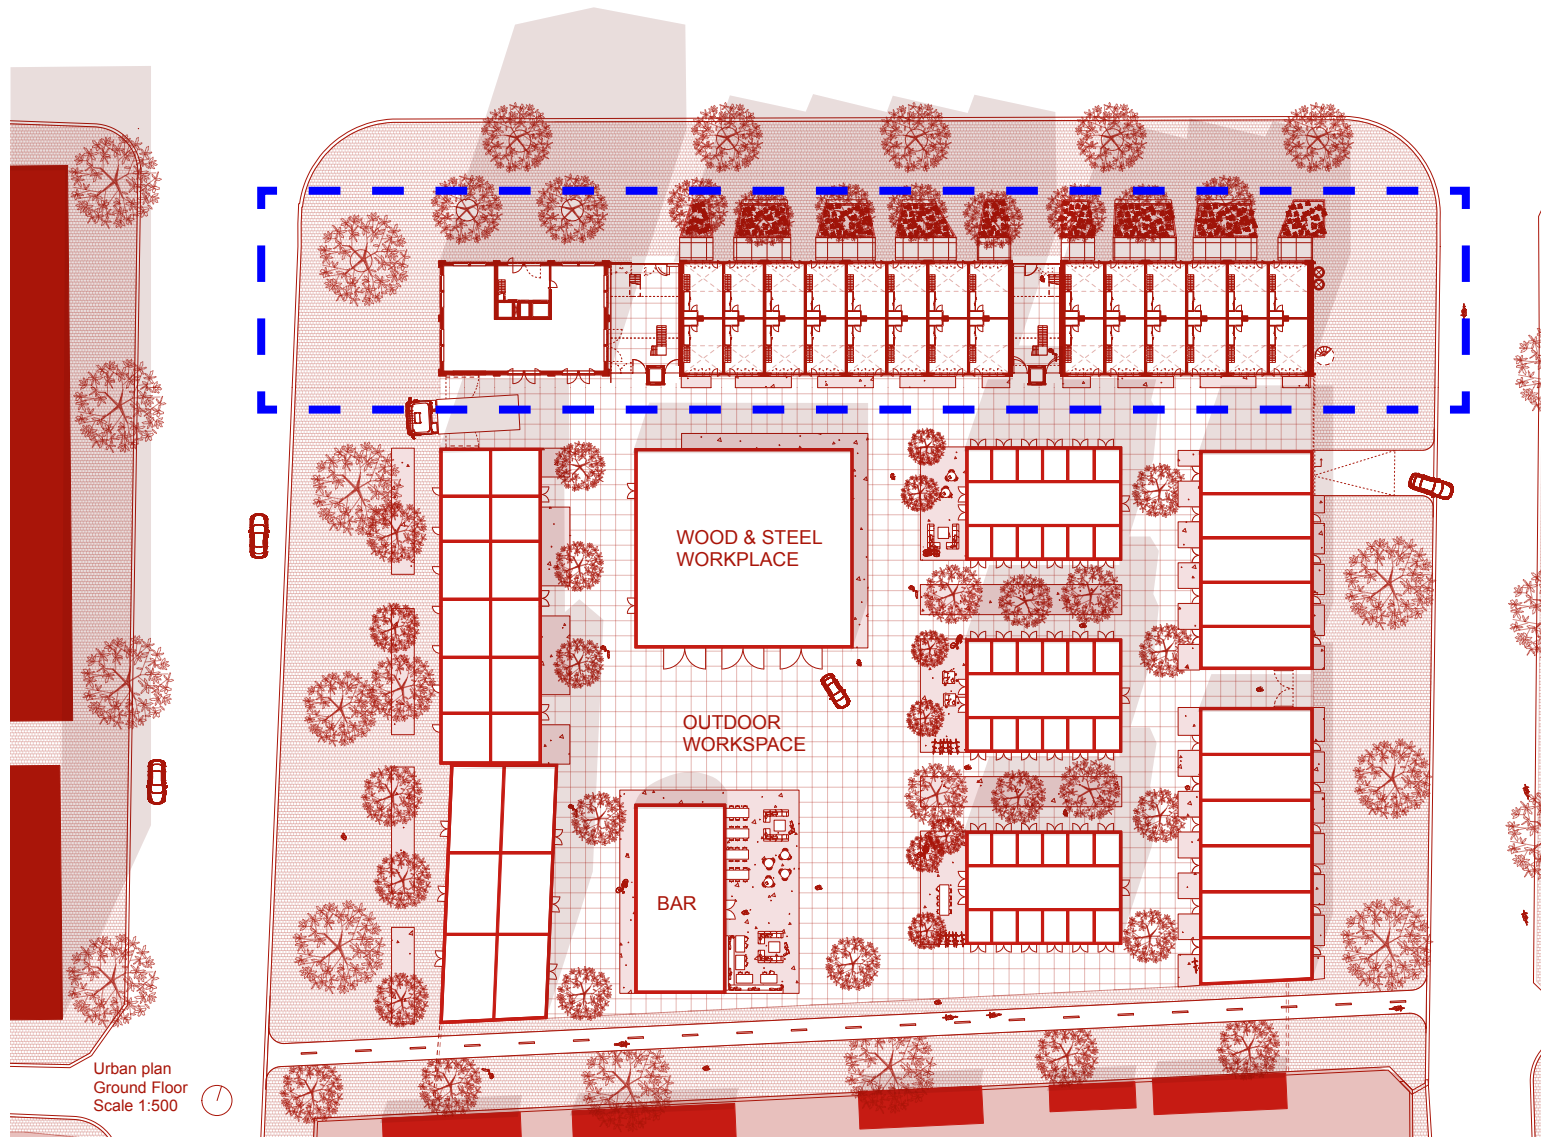 WOOD & STEEL
WORKPLACE
OUTDOOR
WORKSPACE
BAR
Urban plan
Ground Floor
Scale 1:500